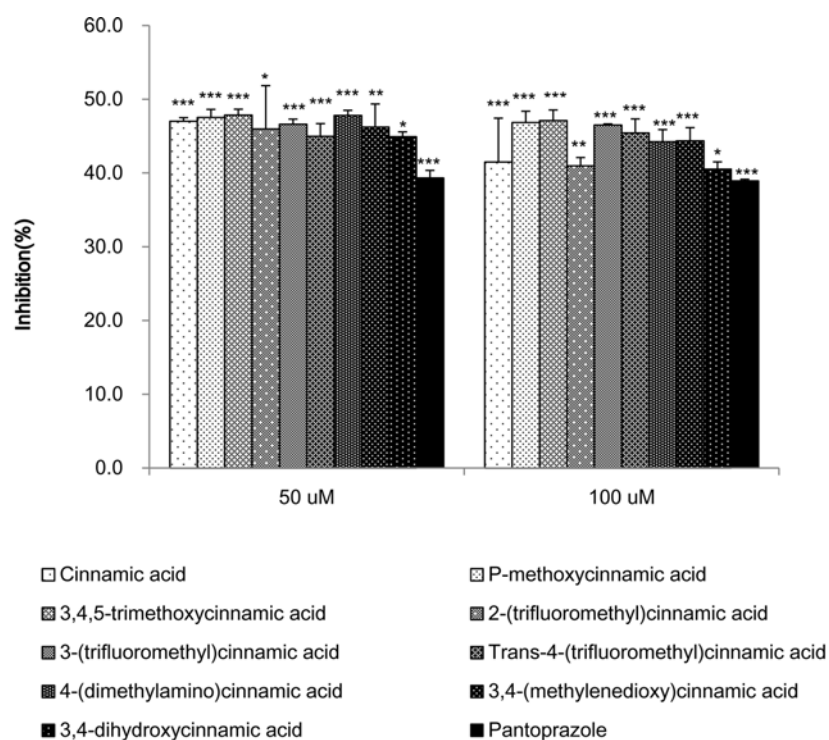 60.0
50.0
40.0
30.0
20.0
10.0
0.0
Inhibition(%)
*** *** *** * *** *** *** ** * ***
*** *** *** ** *** *** *** *** * ***
50 uM 100 uM
Cinnamic acid P-methoxycinnamic acid
3,4,5-trimethoxycinnamic acid 2-(trifluoromethyl)cinnamic acid
3-(trifluoromethyl)cinnamic acid Trans-4-(trifluoromethyl)cinnamic acid
4-(dimethylamino)cinnamic acid 3,4-(methylenedioxy)cinnamic acid
3,4-dihydroxycinnamic acid Pantoprazole